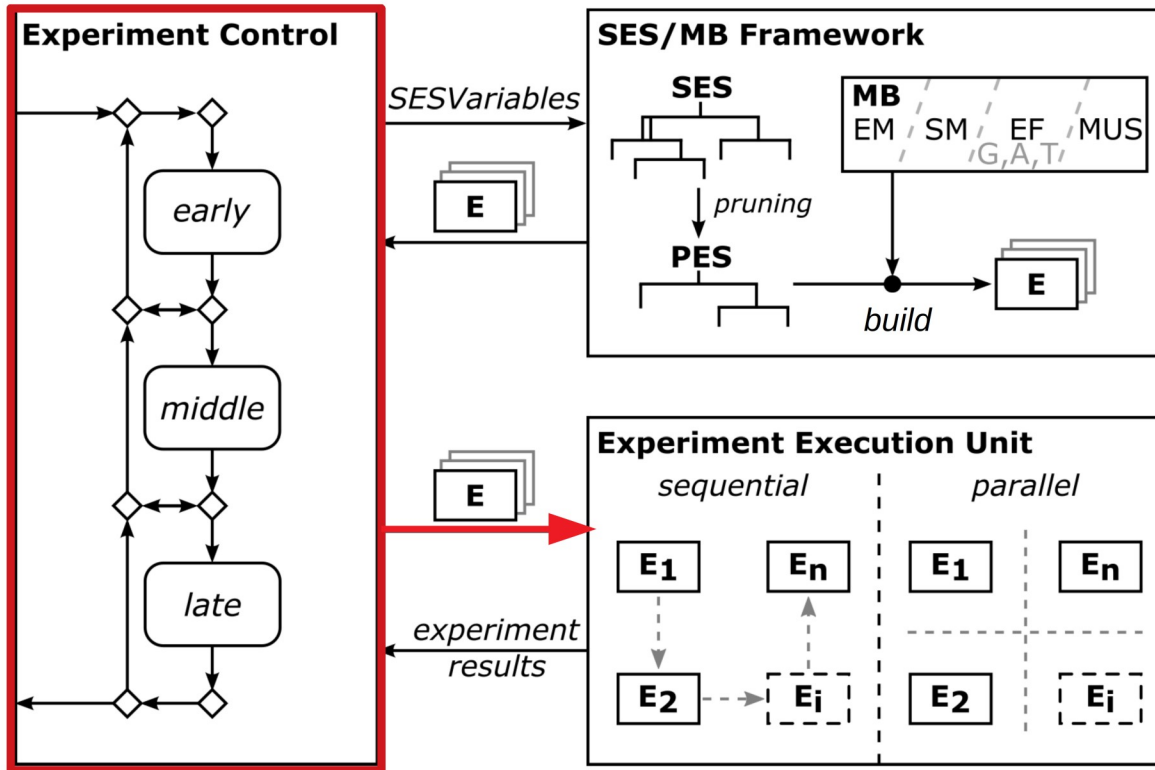 Experiment Control
early
middle
late
SESVariables
E
E
experiment
results
SES/MB Framework
SES
pruning
PES
MB
EM SM EF MUS
G,A,T
build
E
Experiment Execution Unit
sequential
parallel
E1 En
E2 Ei
E1 En
E2 Ei